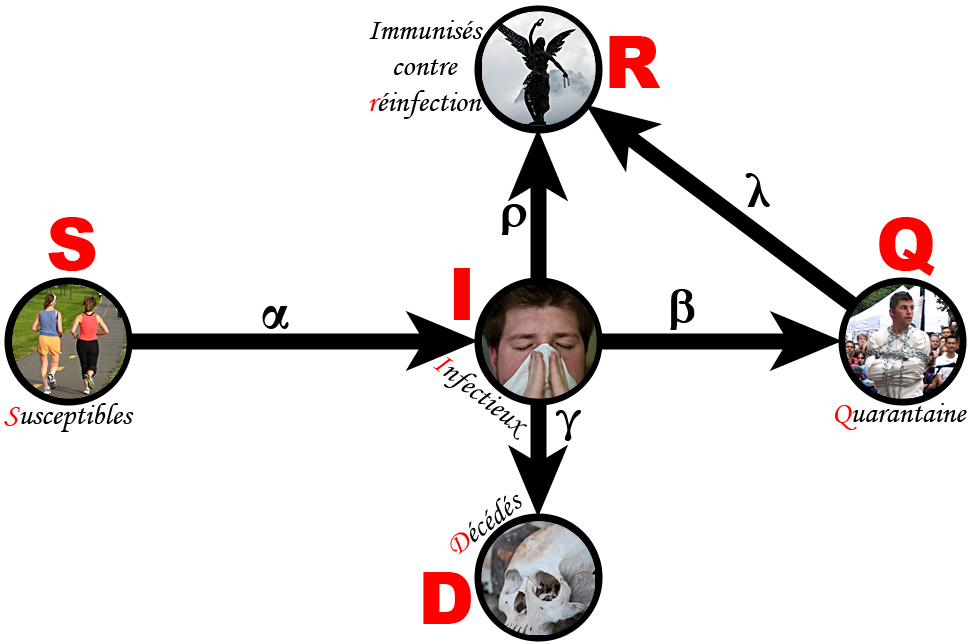 Immunisés
contre
réinfection
R
ρ
λ
S
α
I
β
Q
Susceptibles
Infectieux
γ
Quarantaine
Décédés
D